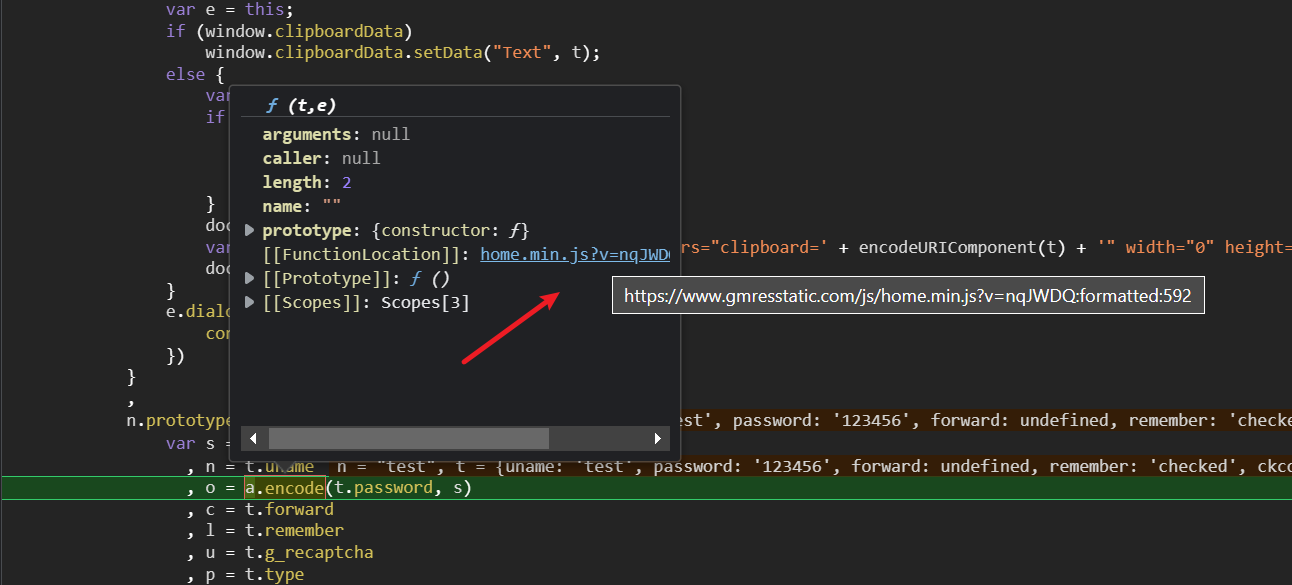 var e = this;
if (window.clipboardData)
window.clipboardData.setData("Text", t);
else {
var
if
ƒ (t,e)
arguments: null
caller: null
length: 2
name: ""
}
prototype: {constructor: ƒ}
doc
[[FunctionLocation]]: home.min.js?v=nqJWD
var
rs="clipboard=' + encodeURIComponent(t) + '" width="0" height=
doc
[[Prototype]]: ƒ ()
}
[[Scopes]]: Scopes[3]
https://www.gmresstatic.com/js/home.min.js?v=nqJWDQ:formatted:592
e.dialo
con
})
}
,
n.prototype
est', password: '123456', forward: undefined, remember: 'checke
var s =
, n = t.uname n = "test", t = {uname: 'test', password: '123456', forward: undefined, remember: 'checked', ckco
, o = a.encode(t.password, s)
, c = t.forward
, l = t.remember
, u = t.g_recaptcha
, p = t.type